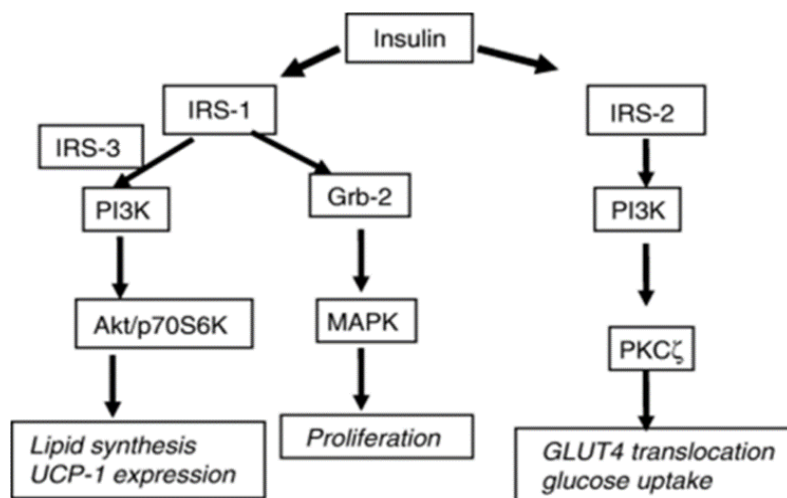 Insulin
IRS-1
IRS-2
IRS-3
PI3K
Grb-2
PI3K
Akt/p70S6K
MAPK
PKCζ
Lipid synthesis
UCP-1 expression
Proliferation
GLUT4 translocation
glucose uptake